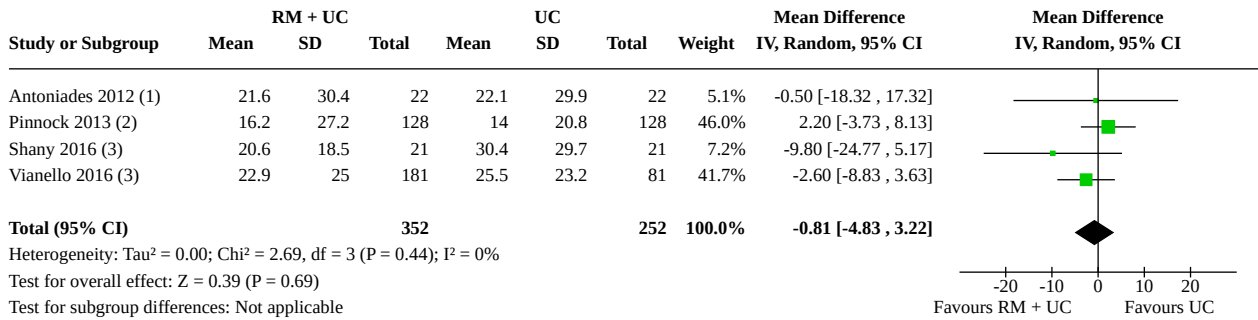 RM + UC UC Mean Difference Mean Difference
Study or Subgroup Mean SD Total Mean SD Total Weight IV, Random, 95% CI IV, Random, 95% CI
Antoniades 2012 (1) 21.6 30.4 22 22.1 29.9 22 5.1% -0.50 [-18.32 , 17.32]
Pinnock 2013 (2) 16.2 27.2 128 14 20.8 128 46.0% 2.20 [-3.73 , 8.13]
Shany 2016 (3) 20.6 18.5 21 30.4 29.7 21 7.2% -9.80 [-24.77 , 5.17]
Vianello 2016 (3) 22.9 25 181 25.5 23.2 81 41.7% -2.60 [-8.83 , 3.63]
Total (95% CI) 352 252 100.0% -0.81 [-4.83 , 3.22]
Heterogeneity: Tau² = 0.00; Chi² = 2.69, df = 3 (P = 0.44); I² = 0%
Test for overall effect: Z = 0.39 (P = 0.69)
Test for subgroup differences: Not applicable
-20 -10 0 10 20
Favours RM + UC Favours UC